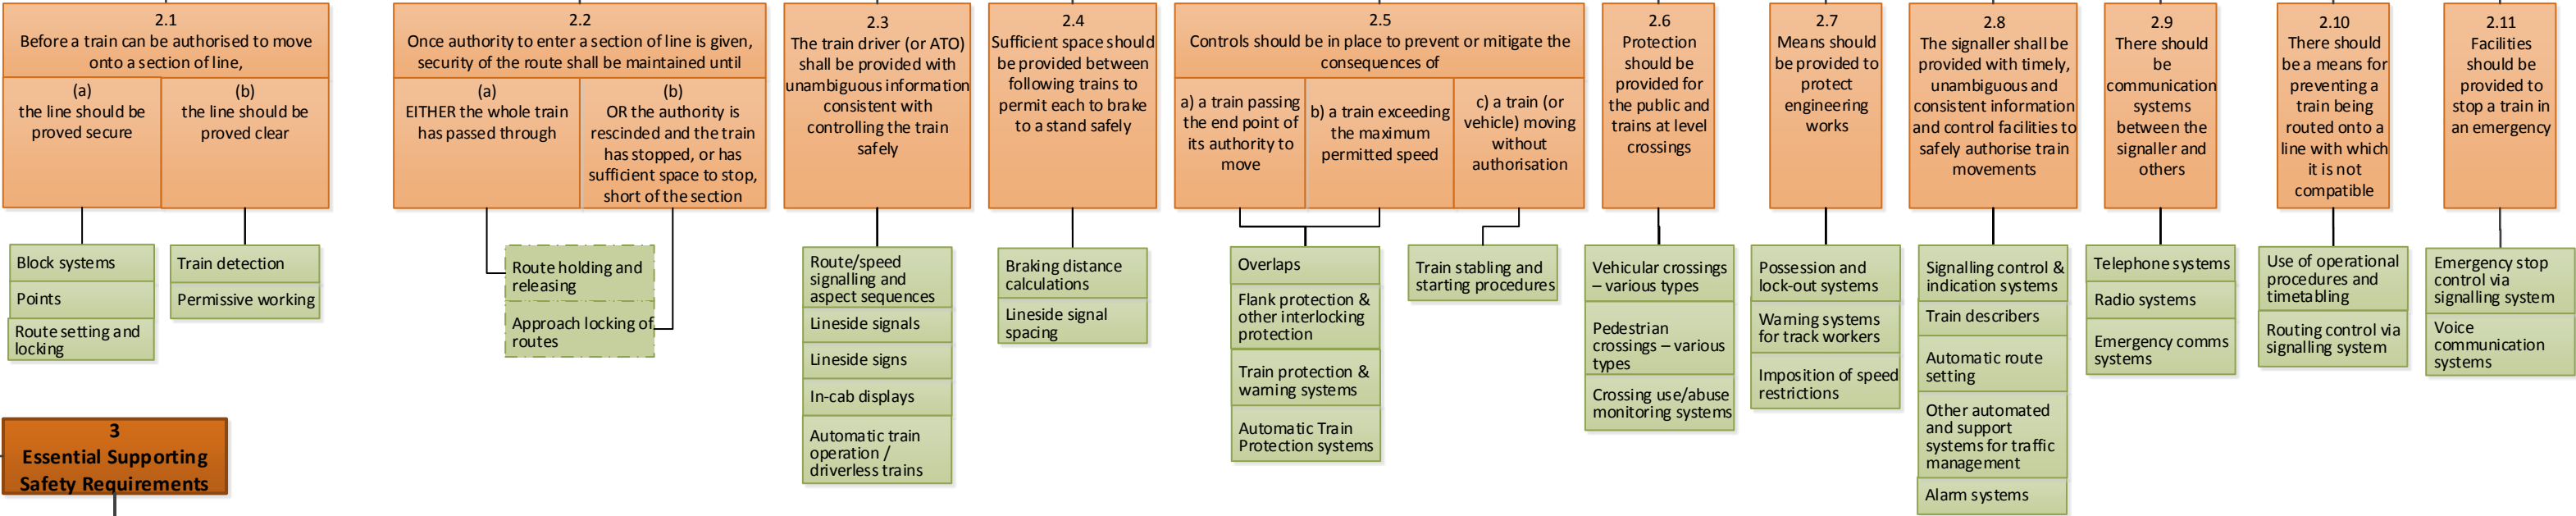 2.1
Before a train can be authorised to move
onto a section of line,
(a)
the line should be
proved secure
(b)
the line should be
proved clear
Block systems
Points
Route setting and
locking
Train detection
Permissive working
2.2
Once authority to enter a section of line is given,
security of the route shall be maintained until
(a)
EITHER the whole train
has passed through
(b)
OR the authority is
rescinded and the train
has stopped, or has
sufficient space to stop,
short of the section
Route holding and
releasing
Approach locking of
routes
2.3
The train driver (or ATO)
shall be provided with
unambiguous information
consistent with
controlling the train
safely
Route/speed
signalling and
aspect sequences
Lineside signals
Lineside signs
In-cab displays
Automatic train
operation /
driverless trains
2.4
Sufficient space should
be provided between
following trains to
permit each to brake
to a stand safely
Braking distance
calculations
Lineside signal
spacing
2.5
Controls should be in place to prevent or mitigate the
consequences of
a) a train passing
the end point of
its authority to
move
b) a train exceeding
the maximum
permitted speed
c) a train (or
vehicle) moving
without
authorisation
Overlaps
Flank protection &
other interlocking
protection
Train protection &
warning systems
Automatic Train
Protection systems
Train stabling and
starting procedures
2.6
Protection
should be
provided for
the public and
trains at level
crossings
Vehicular crossings
– various types
Pedestrian
crossings – various
types
Crossing use/abuse
monitoring systems
2.7
Means should
be provided to
protect
engineering
works
Possession and
lock-out systems
Warning systems
for track workers
Imposition of speed
restrictions
2.8
The signaller shall be
provided with timely,
unambiguous and
consistent information
and control facilities to
safely authorise train
movements
Signalling control &
indication systems
Train describers
Automatic route
setting
Other automated
and support
systems for traffic
management
Alarm systems
2.9
There should
be
communication
systems
between the
signaller and
others
Telephone systems
Radio systems
Emergency comms
systems
2.10
There should
be a means for
preventing a
train being
routed onto a
line with which
it is not
compatible
Use of operational
procedures and
timetabling
Routing control via
signalling system
2.11
Facilities
should be
provided to
stop a train in
an emergency
Emergency stop
control via
signalling system
Voice
communication
systems
3
Essential Supporting
Safety Requirements